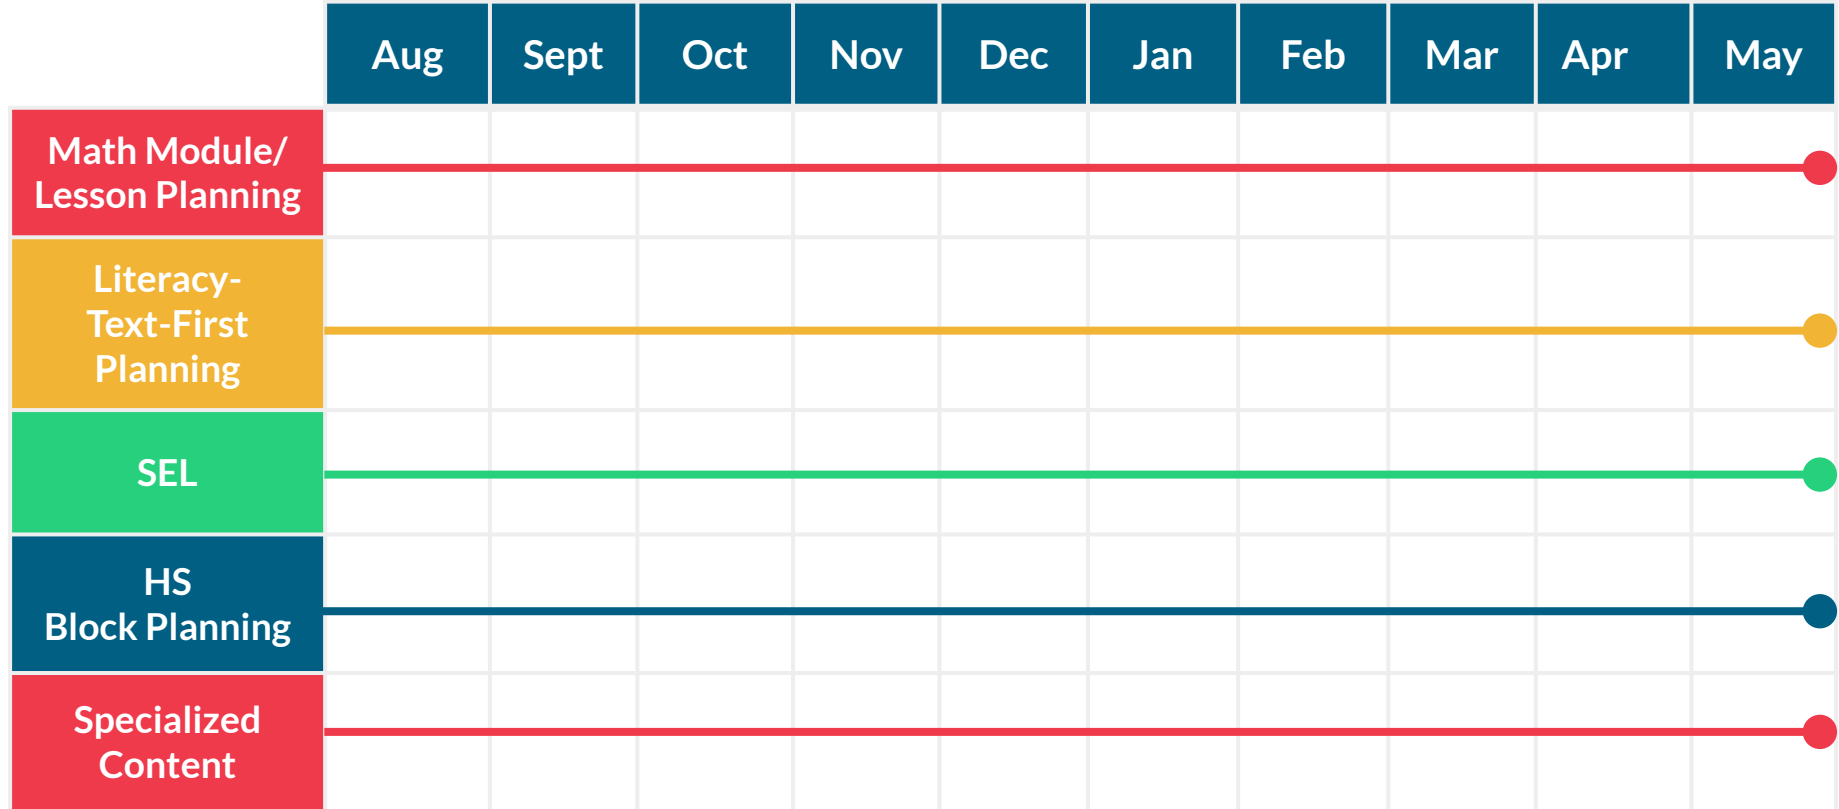 Aug Sept Oct Nov Dec Jan Feb Mar Apr May
Math Module/
Lesson Planning
Literacy-
Text-First
Planning
SEL
HS
Block Planning
Specialized
Content